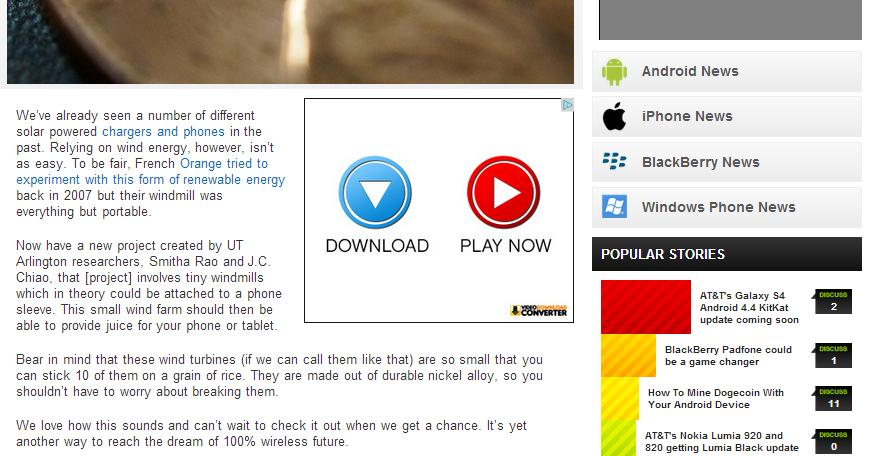 We've already seen a number of different
solar powered chargers and phones in the
past. Relying on wind energy, however, isn't
as easy. To be fair, French Orange tried to
experiment with this form of renewable energy
back in 2007 but their windmill was
everything but portable.
Now have a new project created by UT
Arlington researchers, Smitha Rao and J.C.
Chiao, that [project] involves tiny windmills
which in theory could be attached to a phone
sleeve. This small wind farm should then be
able to provide juice for your phone or tablet.
Bear in mind that these wind turbines (if we can call them like that) are so small that you
can stick 10 of them on a grain of rice. They are made out of durable nickel alloy, so you
shouldn't have to worry about breaking them.
We love how this sounds and can't wait to check it out when we get a chance. It's yet
another way to reach the dream of 100% wireless future.
DOWNLOAD
PLAY NOW
VIDEODOWNLOAD
CONVERTER
Android News
iPhone News
BlackBerry News
Windows Phone News
POPULAR STORIES
AT&T's Galaxy S4
Android 4.4 KitKat
update coming soon
DISCUSS
2
BlackBerry Padfone could
be a game changer
DISCUSS
1
How To Mine Dogecoin With
Your Android Device
DISCUSS
11
AT&T's Nokia Lumia 920 and
820 getting Lumia Black update
DISCUSS
0